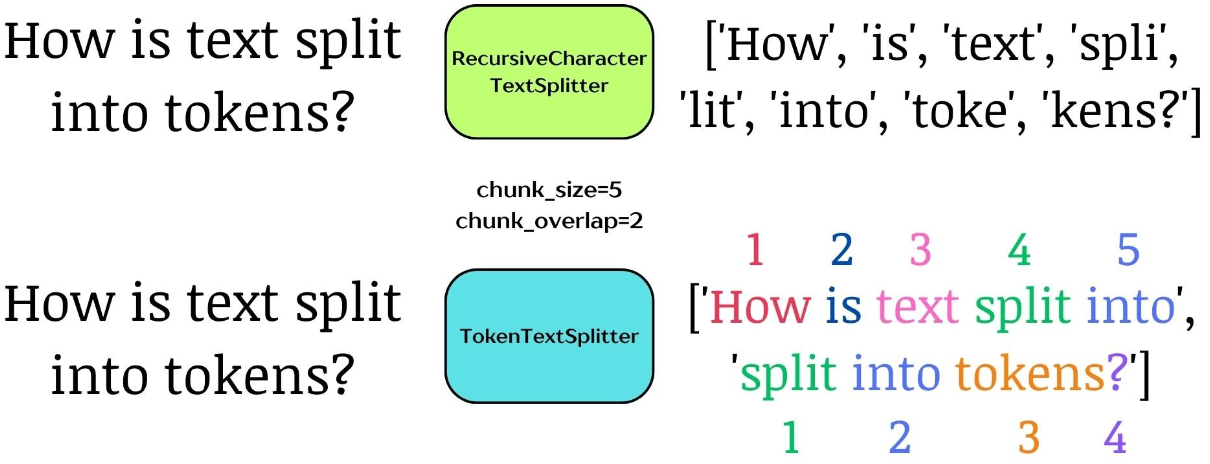 How is text split
into tokens?
RecursiveCharacter
TextSplitter
['How', 'is', 'text', 'spli',
'lit', 'into', 'toke', 'kens?']
chunk_size=5
chunk_overlap=2
How is text split
into tokens?
TokenTextSplitter
1 2 3 4 5
['How is text split into',
'split into tokens?']
1 2 3 4